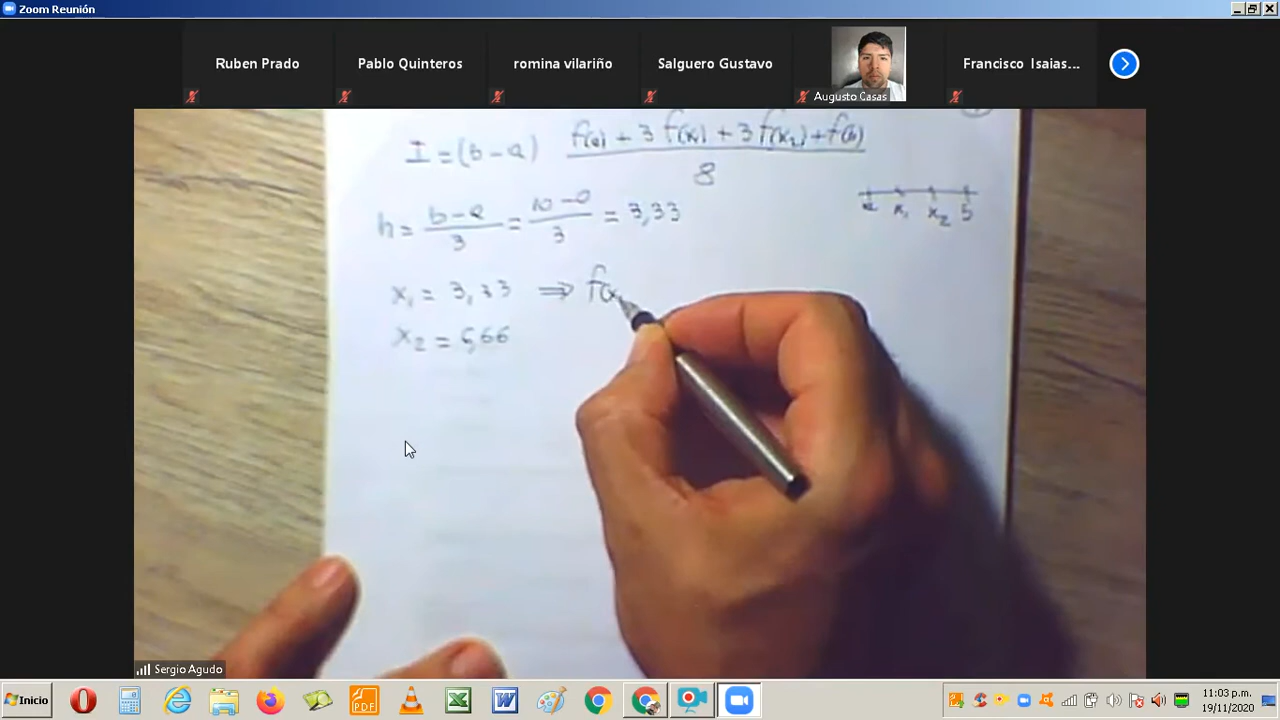 Zoom Reunión
Ruben Prado
Pablo Quinteros
romina vilariño
Salguero Gustavo
Augusto Casas
Francisco Isaias...
I = (b - a) f(a) + 3 f(x₁) + 3 f(x₂) + f(b)
8
h = b - a = 10 - 0 = 3,33
3 3
a x₁ x₂ b
x₁ = 3,33 ⇒ f(x₁
x₂ = 6,66
Sergio Agudo
Inicio
PDF
11:03 p.m.
19/11/2020